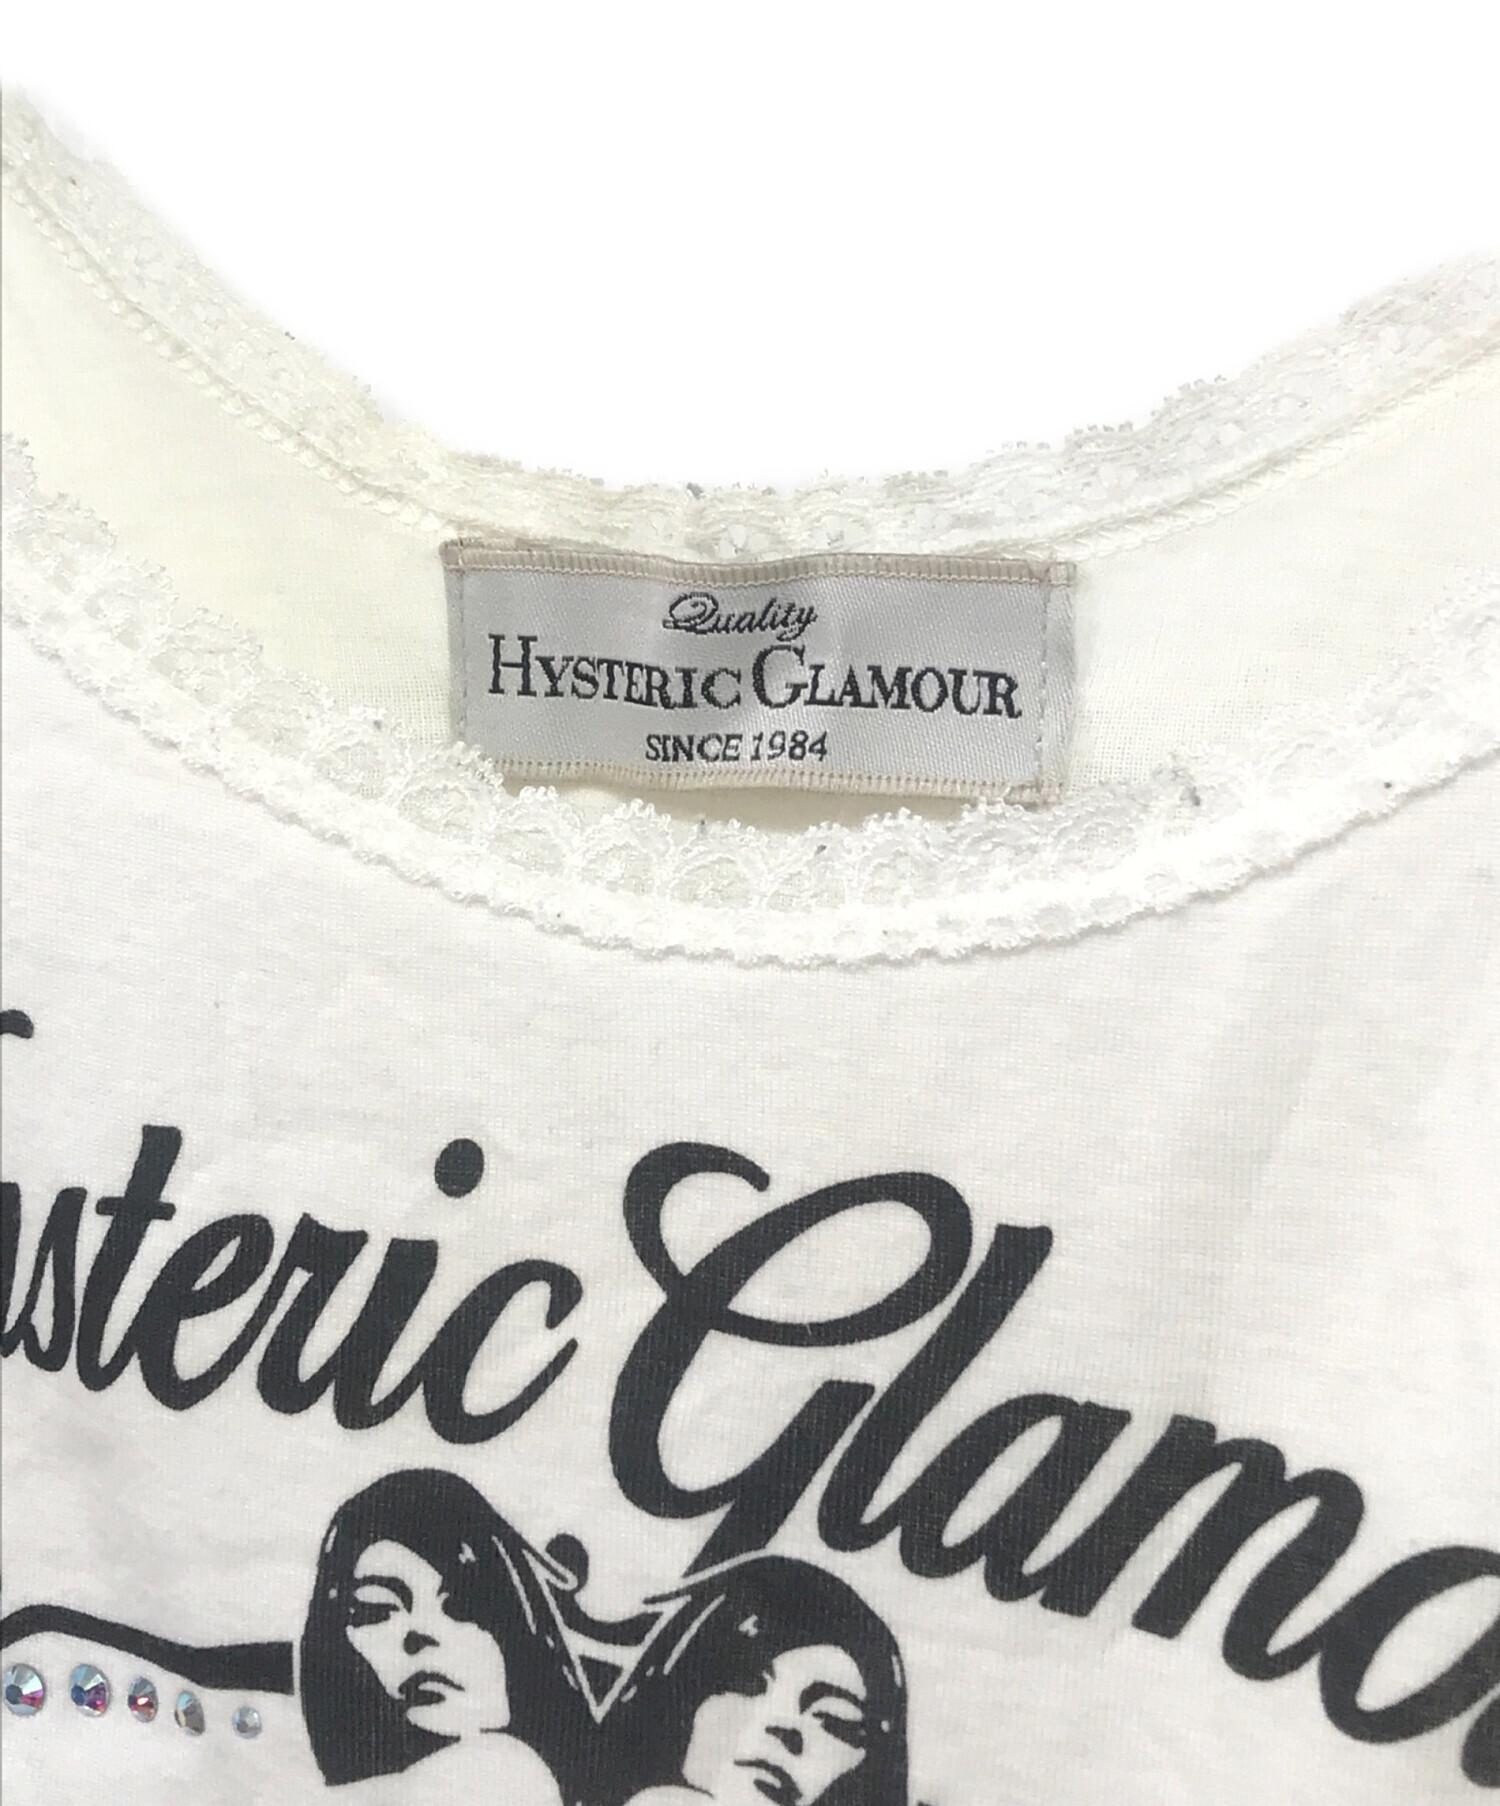 Quality
HYSTERIC GLAMOUR
SINCE 1984
ysteric Glamo